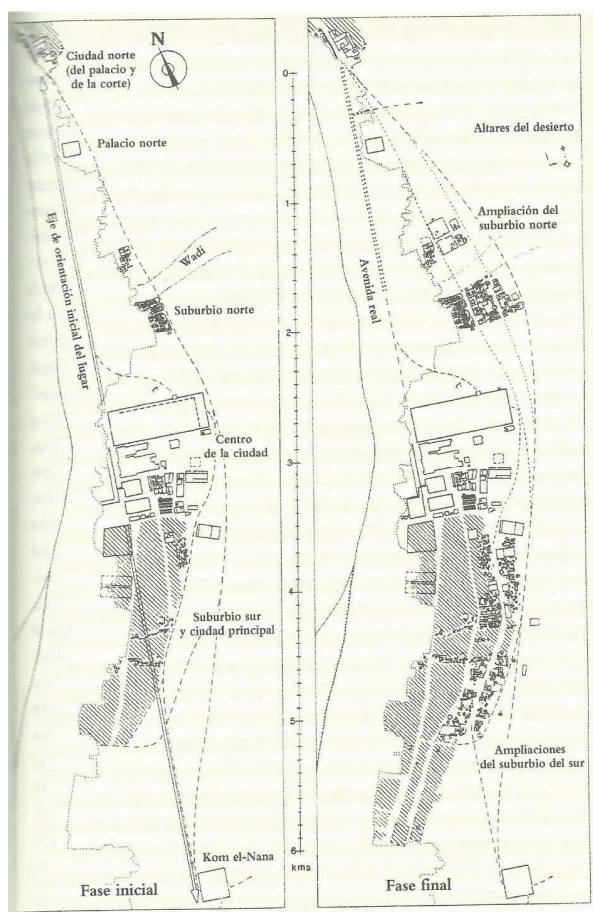 Ciudad norte
(del palacio y
de la corte)
N
Palacio norte
Eje de orientación inicial del lugar
Wadi
Suburbio norte
Centro
de la ciudad
Suburbio sur
y ciudad principal
Kom el-Nana
Fase inicial
0
1
2
3
4
5
6
kms
Altares del desierto
Ampliación del
suburbio norte
Avenida real
Ampliaciones
del suburbio del sur
Fase final